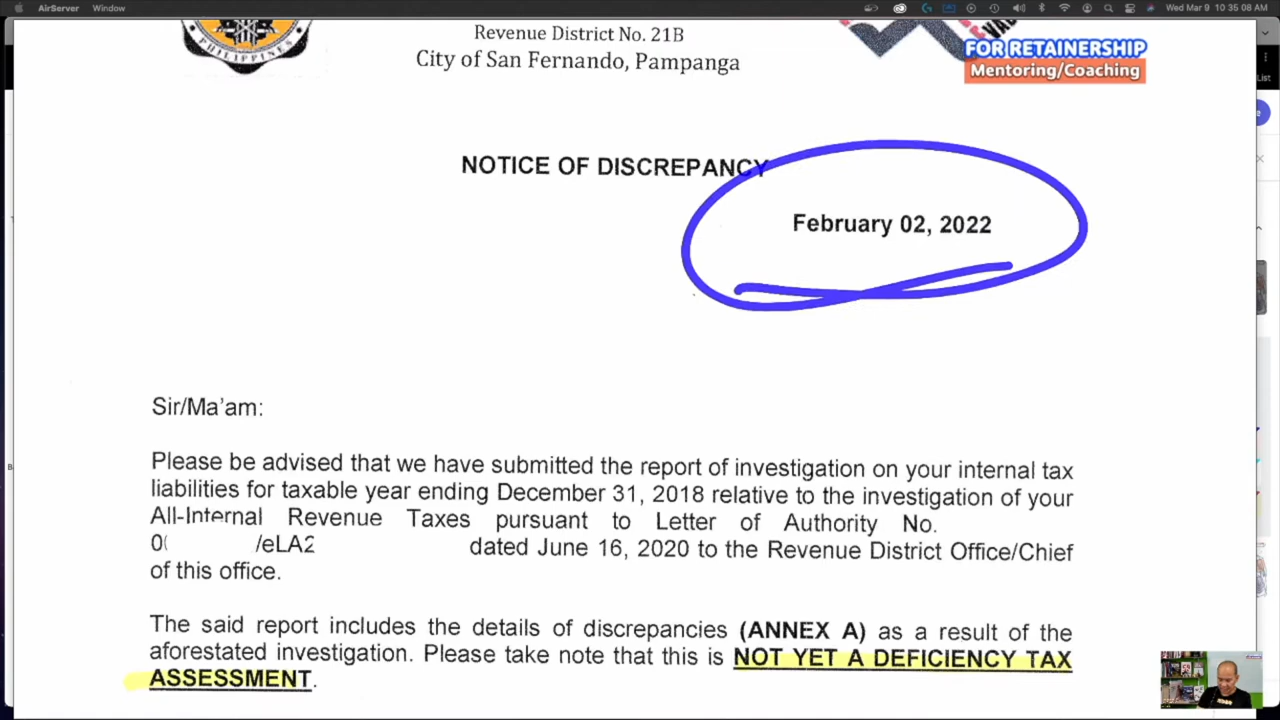 AirServer Window
Wed Mar 9 10:35:08 AM
PHILIPPINES
Revenue District No. 21B
City of San Fernando, Pampanga
FOR RETAINERSHIP
Mentoring/Coaching
List
NOTICE OF DISCREPANCY
February 02, 2022
Sir/Ma'am:
Please be advised that we have submitted the report of investigation on your internal tax
liabilities for taxable year ending December 31, 2018 relative to the investigation of your
All-Internal Revenue Taxes pursuant to Letter of Authority No.
/eLA2 dated June 16, 2020 to the Revenue District Office/Chief
of this office.
The said report includes the details of discrepancies (ANNEX A) as a result of the
aforestated investigation. Please take note that this is NOT YET A DEFICIENCY TAX
ASSESSMENT.